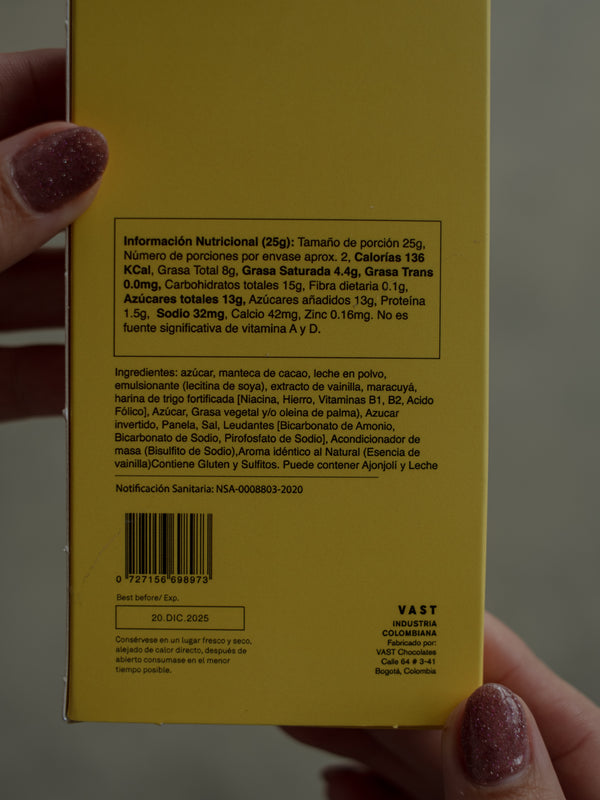 Información Nutricional (25g): Tamaño de porción 25g,
Número de porciones por envase aprox. 2, Calorías 136
KCal, Grasa Total 8g, Grasa Saturada 4.4g, Grasa Trans
0.0mg, Carbohidratos totales 15g, Fibra dietaria 0.1g,
Azúcares totales 13g, Azúcares añadidos 13g, Proteína
1.5g, Sodio 32mg, Calcio 42mg, Zinc 0.16mg. No es
fuente significativa de vitamina A y D.
Ingredientes: azúcar, manteca de cacao, leche en polvo,
emulsionante (lecitina de soya), extracto de vainilla, maracuyá,
harina de trigo fortificada [Niacina, Hierro, Vitaminas B1, B2, Acido
Fólico], Azúcar, Grasa vegetal y/o oleina de palma), Azucar
invertido, Panela, Sal, Leudantes [Bicarbonato de Amonio,
Bicarbonato de Sodio, Pirofosfato de Sodio], Acondicionador de
masa (Bisulfito de Sodio),Aroma idéntico al Natural (Esencia de
vainilla)Contiene Gluten y Sulfitos. Puede contener Ajonjolí y Leche
Notificación Sanitaria: NSA-0008803-2020
0 727156 698973
Best before/ Exp.
20.DIC.2025
Consérvese en un lugar fresco y seco,
alejado de calor directo, después de
abierto consumase en el menor
tiempo posible.
VAST
INDUSTRIA
COLOMBIANA
Fabricado por:
VAST Chocolates
Calle 64 # 3-41
Bogotá, Colombia